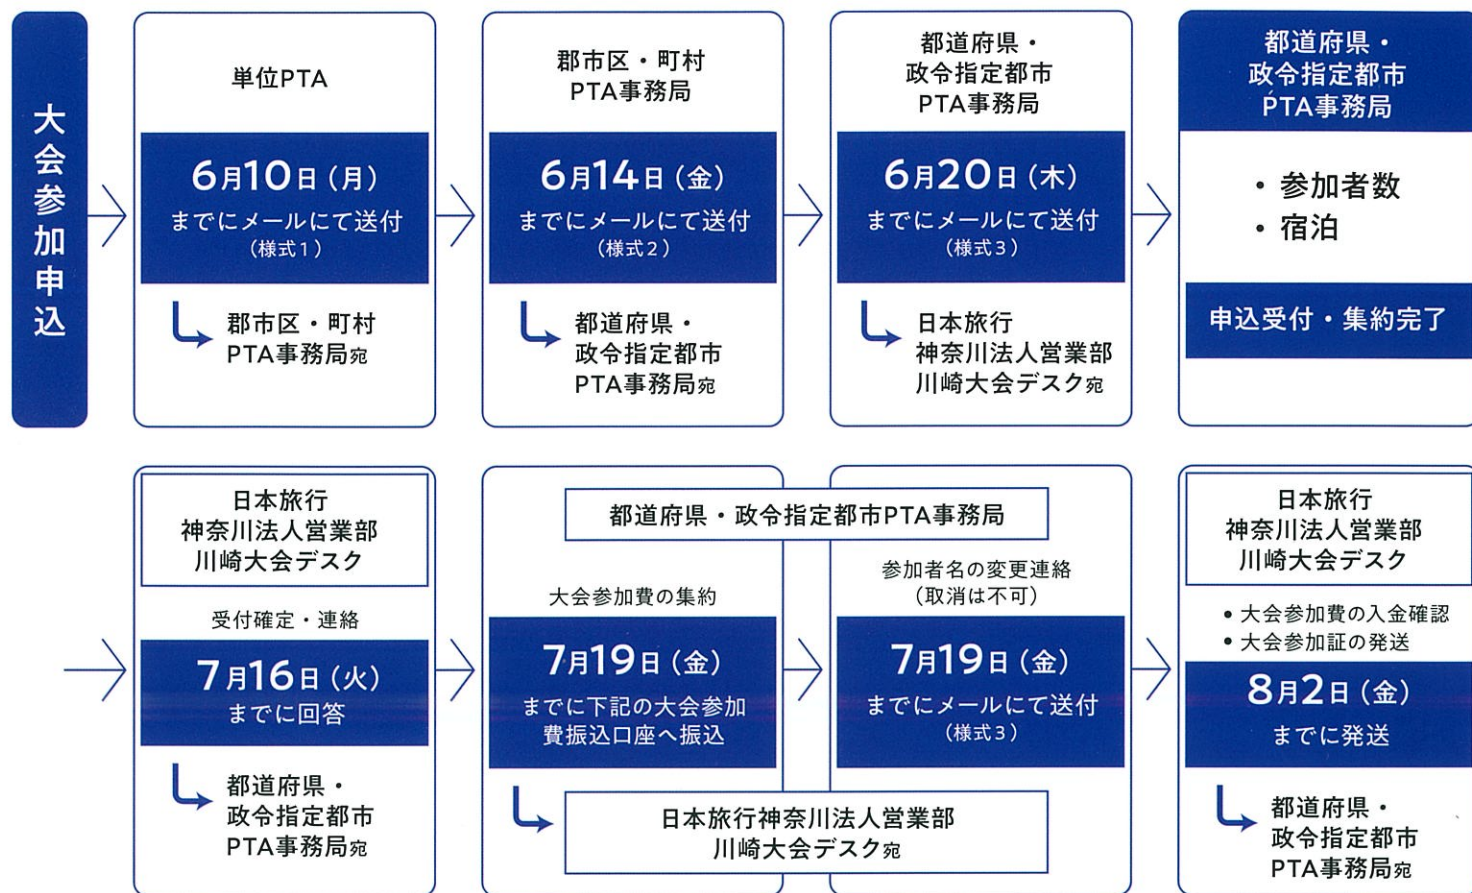 大会参加申込
単位PTA
6月10日（月）
までにメールにて送付
（様式1）
郡市区・町村
PTA事務局宛
郡市区・町村
PTA事務局
6月14日（金）
までにメールにて送付
（様式2）
都道府県・
政令指定都市
PTA事務局宛
都道府県・
政令指定都市
PTA事務局
6月20日（木）
までにメールにて送付
（様式3）
日本旅行
神奈川法人営業部
川崎大会デスク宛
都道府県・
政令指定都市
PTA事務局
・参加者数
・宿泊
申込受付・集約完了
日本旅行
神奈川法人営業部
川崎大会デスク
受付確定・連絡
7月16日（火）
までに回答
都道府県・
政令指定都市
PTA事務局宛
都道府県・政令指定都市PTA事務局
大会参加費の集約
7月19日（金）
までに下記の大会参加
費振込口座へ振込
参加者名の変更連絡
（取消は不可）
7月19日（金）
までにメールにて送付
（様式3）
日本旅行神奈川法人営業部
川崎大会デスク宛
日本旅行
神奈川法人営業部
川崎大会デスク
• 大会参加費の入金確認
• 大会参加証の発送
8月2日（金）
までに発送
都道府県・
政令指定都市
PTA事務局宛